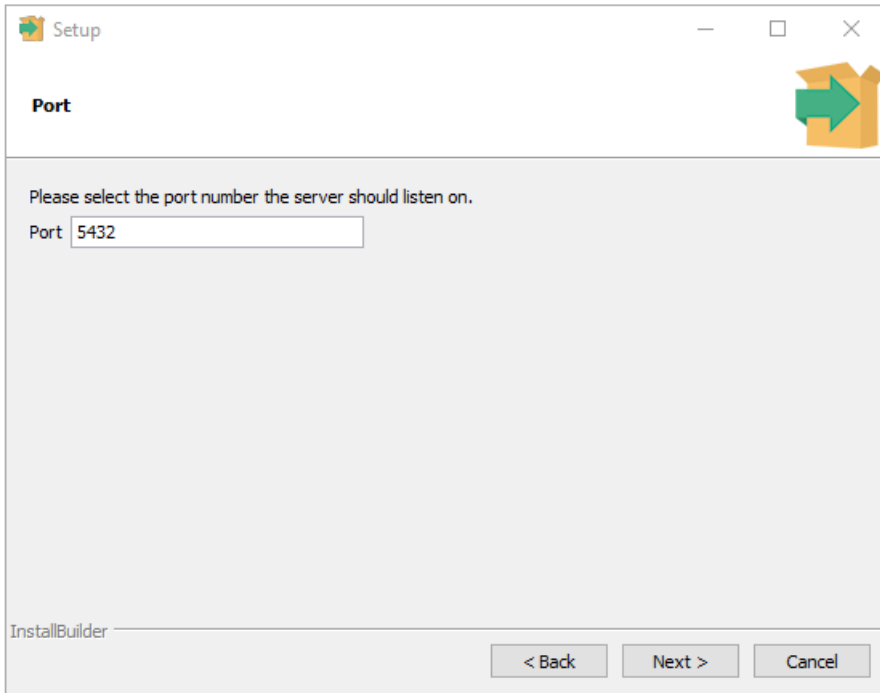 Setup
Port
Please select the port number the server should listen on.
Port 5432
InstallBuilder
< Back Next > Cancel